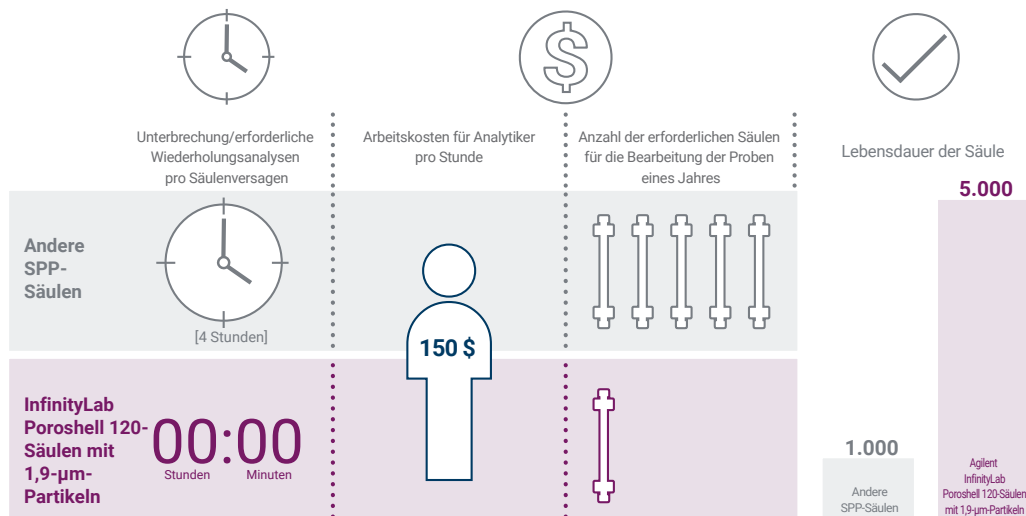 $
Unterbrechung/erforderliche
Wiederholungsanalysen
pro Säulenversagen
Arbeitskosten für Analytiker
pro Stunde
Anzahl der erforderlichen Säulen
für die Bearbeitung der Proben
eines Jahres
Lebensdauer der Säule
Andere
SPP-
Säulen
[4 Stunden]
150 $
InfinityLab
Poroshell 120-
Säulen mit
1,9-µm-
Partikeln
00:00
Stunden Minuten
1.000
Andere
SPP-Säulen
5.000
Agilent
InfinityLab
Poroshell 120-Säulen
mit 1,9-µm-Partikeln